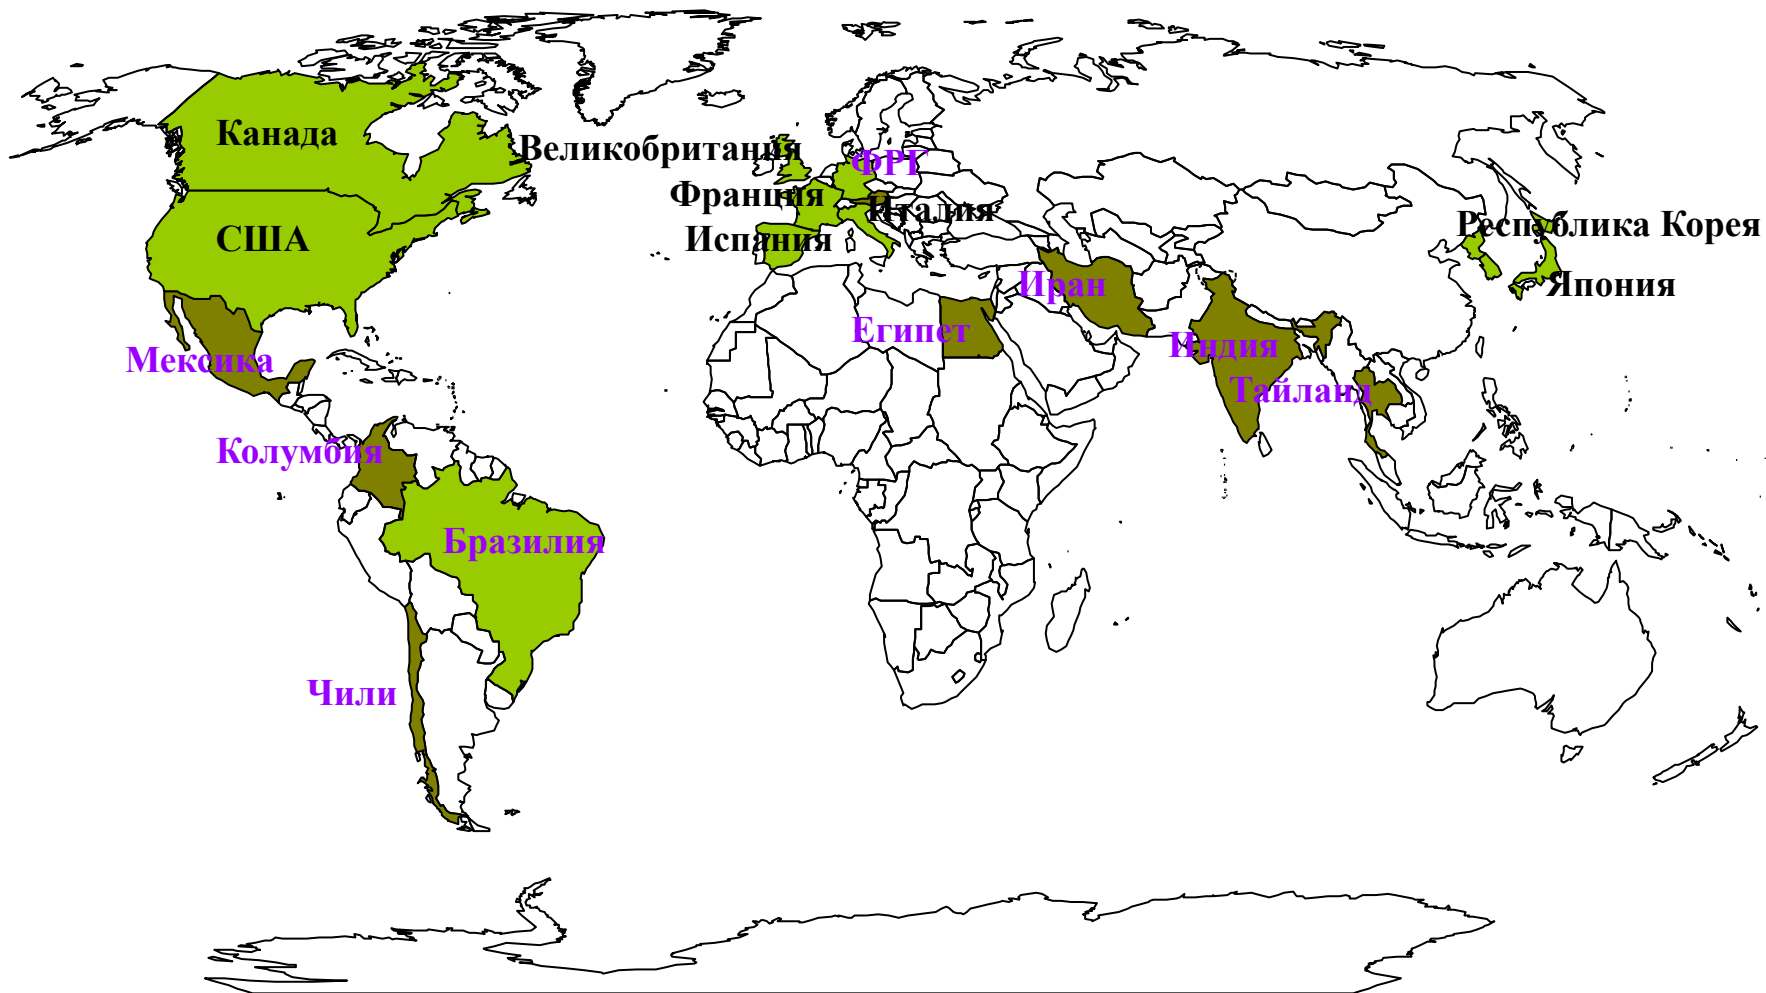 Канада
Великобритания
ФРГ
Франция
Италия
США
Испания
Республика Корея
Япония
Иран
Египет
Индия
Мексика
Тайланд
Колумбия
Бразилия
Чили